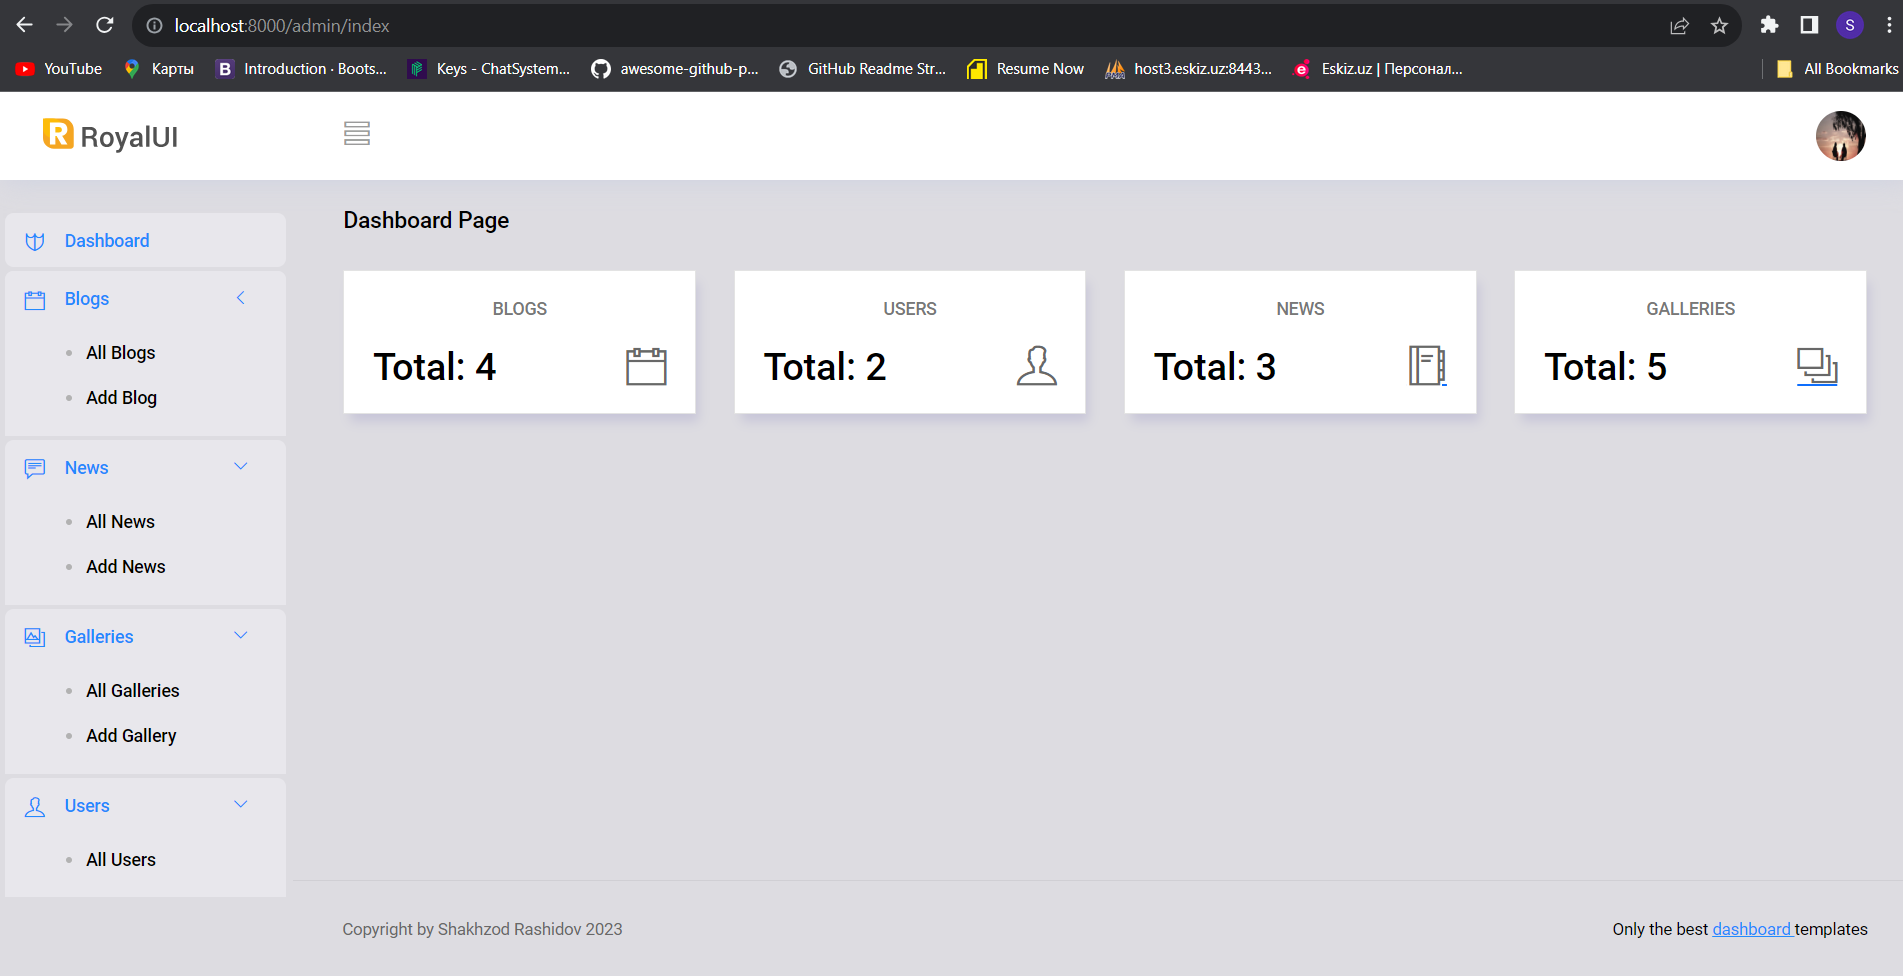 localhost:8000/admin/index
S
YouTube
Карты
B
Introduction · Boots...
Keys - ChatSystem...
awesome-github-p...
GitHub Readme Str...
Resume Now
PMA
host3.eskiz.uz:8443...
e
Eskiz.uz | Персонал...
All Bookmarks
R RoyalUI
Dashboard Page
Dashboard
Blogs
All Blogs
Add Blog
News
All News
Add News
Galleries
All Galleries
Add Gallery
Users
All Users
BLOGS
Total: 4
USERS
Total: 2
NEWS
Total: 3
GALLERIES
Total: 5
Copyright by Shakhzod Rashidov 2023
Only the best dashboard templates